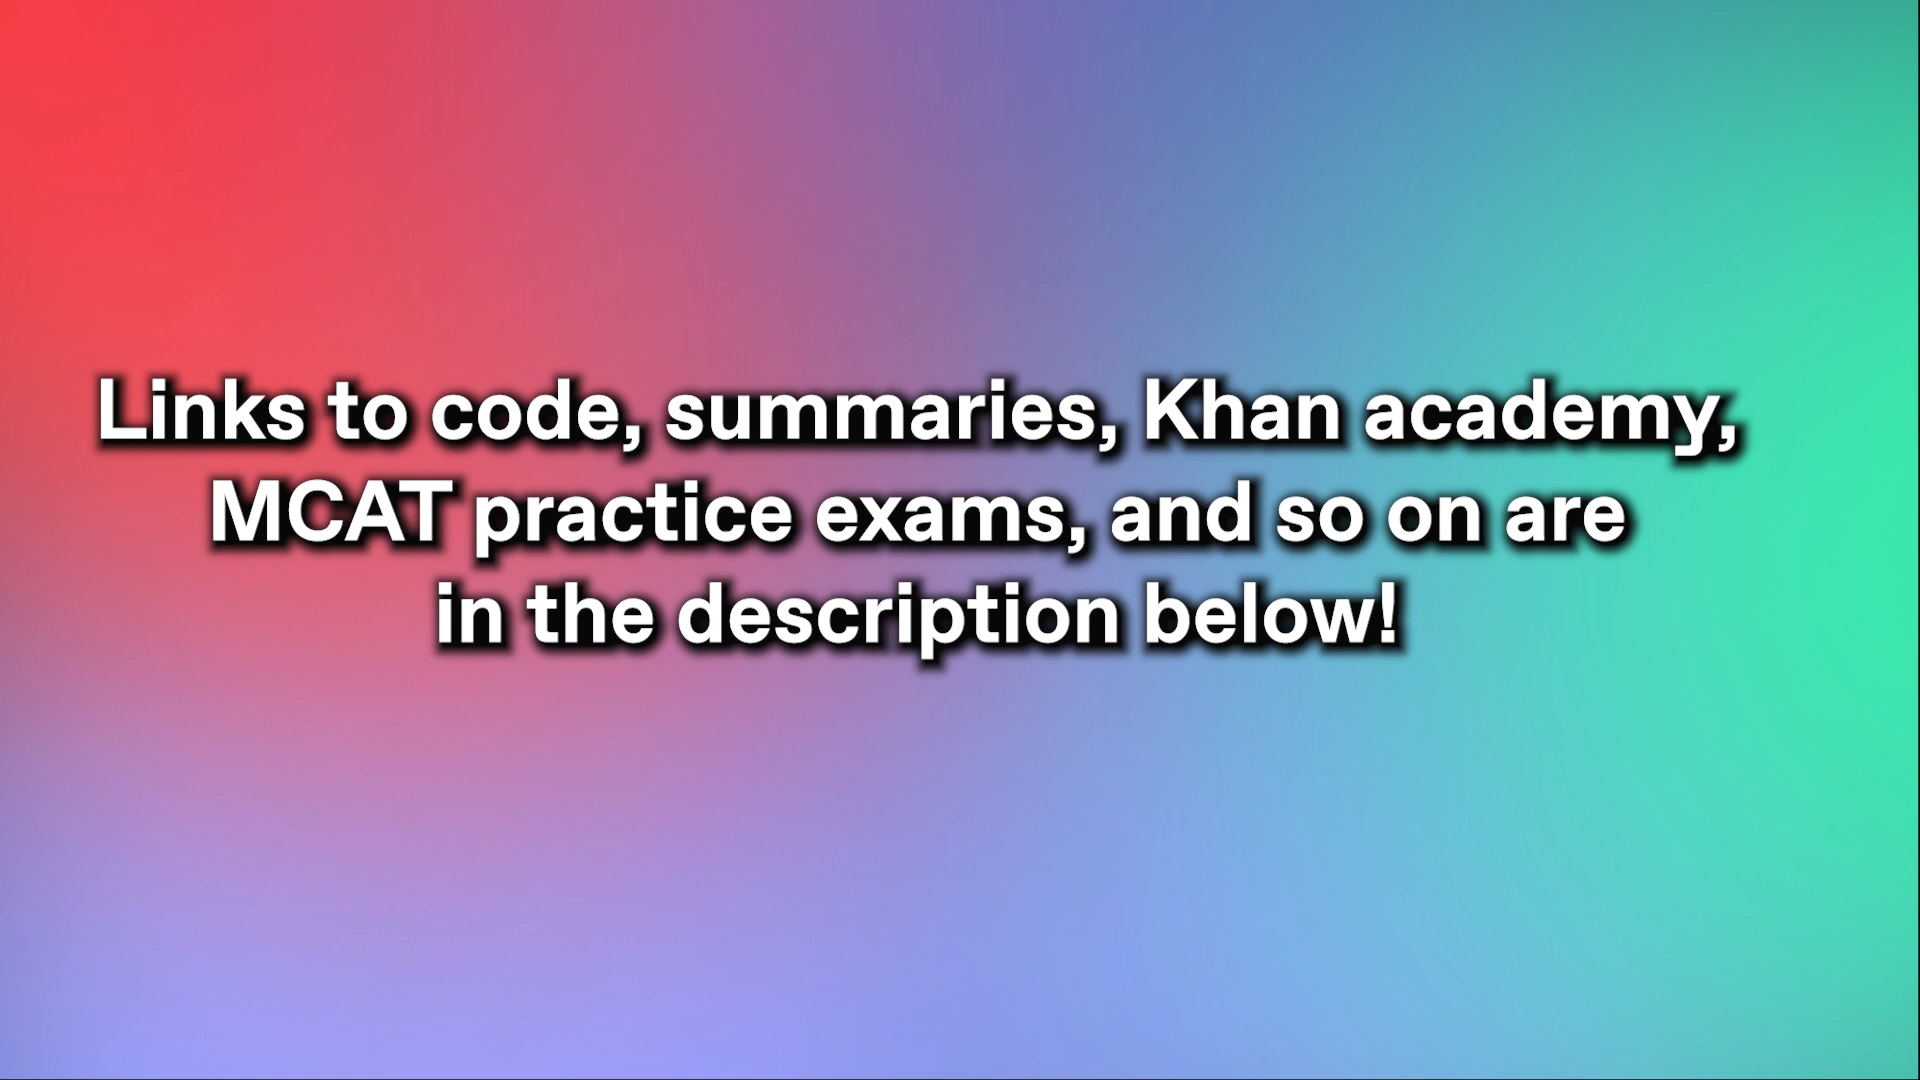 Links to code, summaries, Khan academy,
MCAT practice exams, and so on are
in the description below!